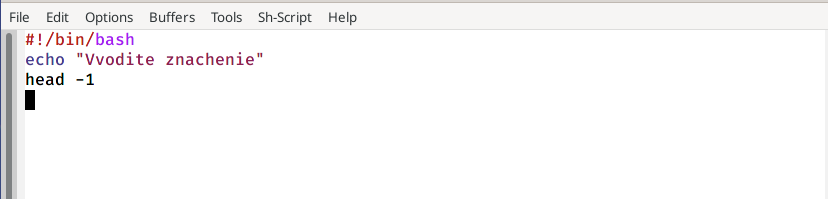 File Edit Options Buffers Tools Sh-Script Help
#!/bin/bash
echo "Vvodite znachenie"
head -1